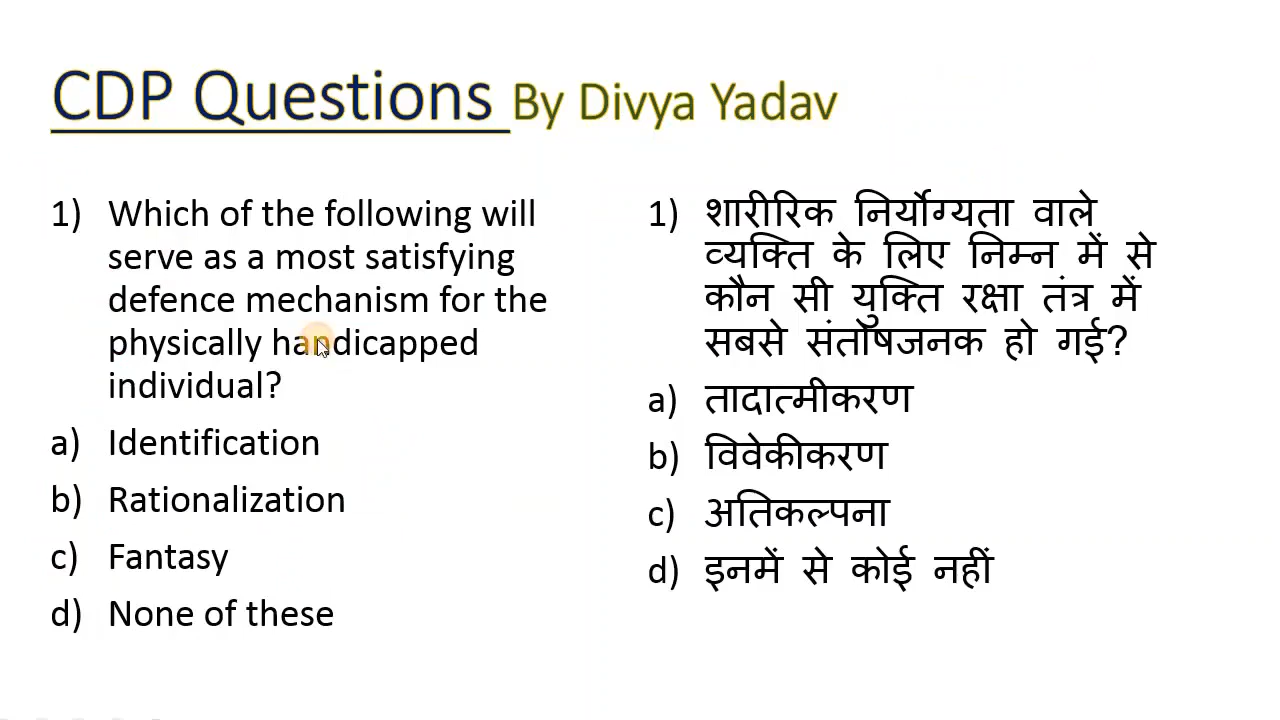 CDP Questions By Divya Yadav
1) Which of the following will
serve as a most satisfying
defence mechanism for the
physically handicapped
individual?
a) Identification
b) Rationalization
c) Fantasy
d) None of these
1) शारीरिक निर्योग्यता वाले
व्यक्ति के लिए निम्न में से
कौन सी युक्ति रक्षा तंत्र में
सबसे संतोषजनक हो गई?
a) तादात्मीकरण
b) विवेकीकरण
c) अतिकल्पना
d) इनमें से कोई नहीं